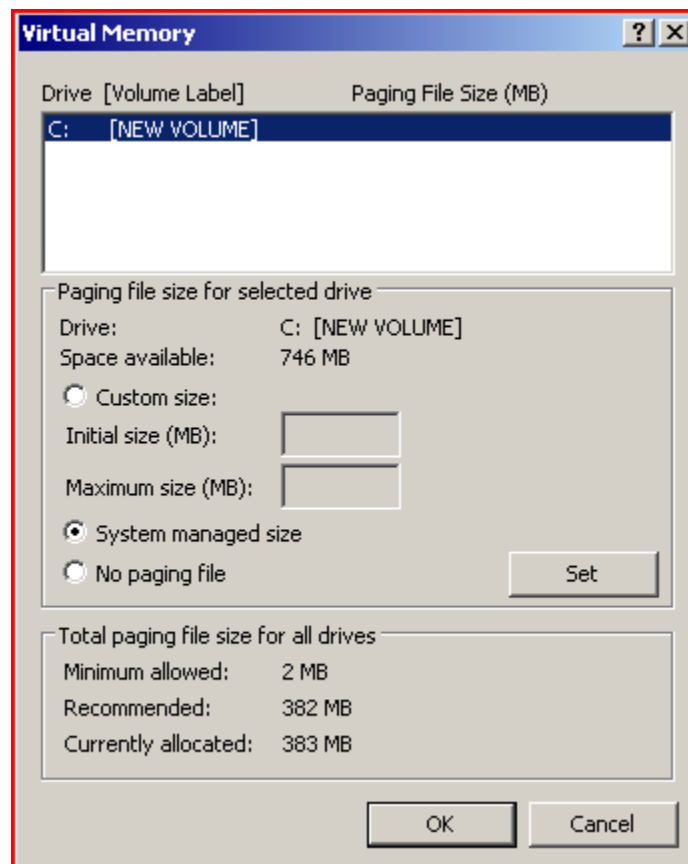 Virtual Memory
Drive [Volume Label] Paging File Size (MB)
C: [NEW VOLUME]
Paging file size for selected drive
Drive: C: [NEW VOLUME]
Space available: 746 MB
Custom size:
Initial size (MB):
Maximum size (MB):
System managed size
No paging file Set
Total paging file size for all drives
Minimum allowed: 2 MB
Recommended: 382 MB
Currently allocated: 383 MB
OK Cancel